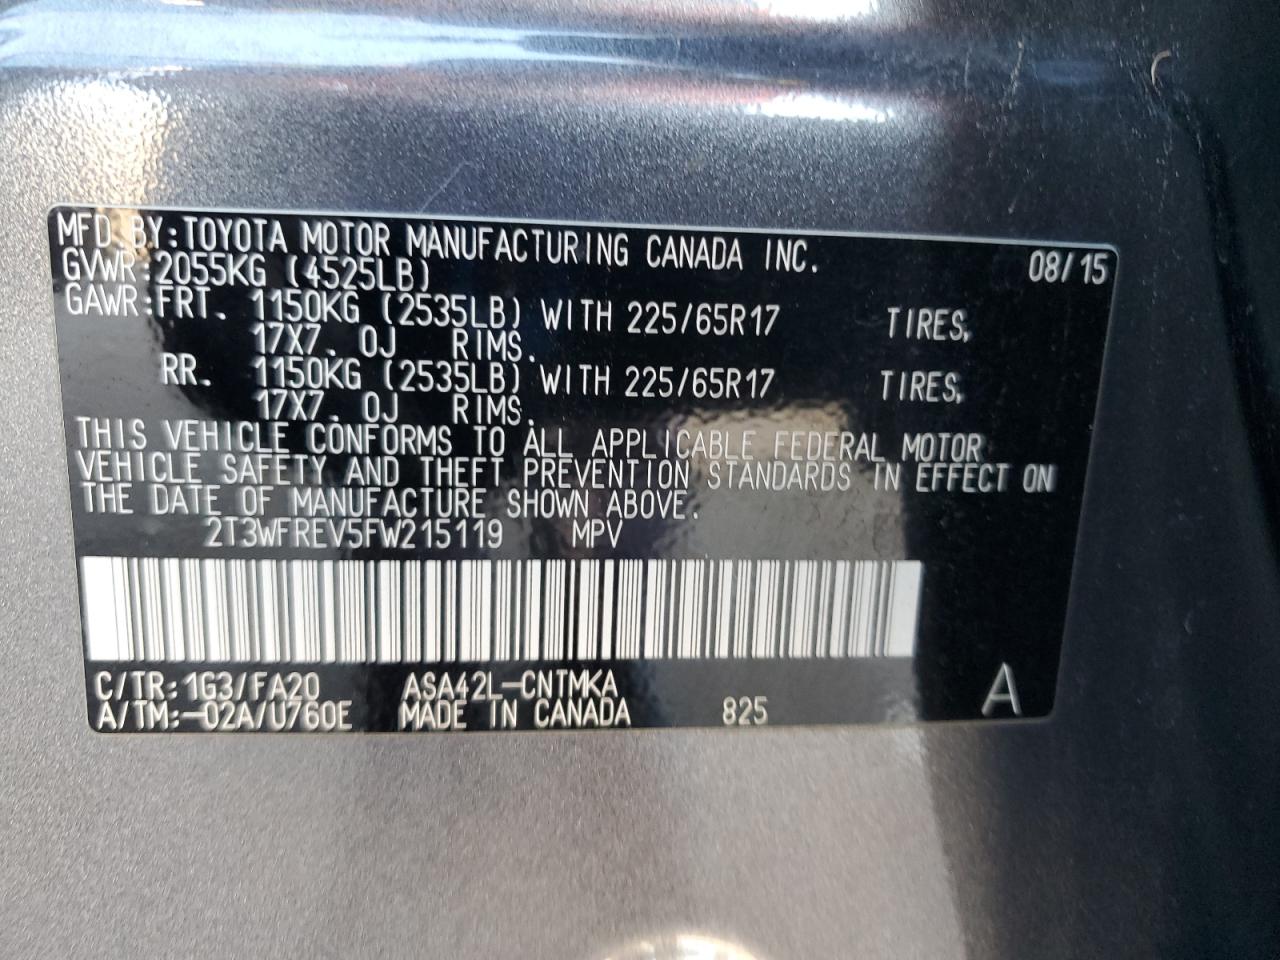 MFD.BY:TOYOTA MOTOR MANUFACTURING CANADA INC. 08/15
GVWR:2055KG (4525LB)
GAWR:FRT. 1150KG (2535LB) WITH 225/65R17 TIRES,
17X7. 0J RIMS.
RR. 1150KG (2535LB) WITH 225/65R17 TIRES,
17X7. 0J RIMS.
THIS VEHICLE CONFORMS TO ALL APPLICABLE FEDERAL MOTOR
VEHICLE SAFETY AND THEFT PREVENTION STANDARDS IN EFFECT ON
THE DATE OF MANUFACTURE SHOWN ABOVE.
2T3WFREV5FW215119 MPV
C/TR:1G3/FA20 ASA42L-CNTMKA A
A/TM:-02A/U760E MADE IN CANADA 825